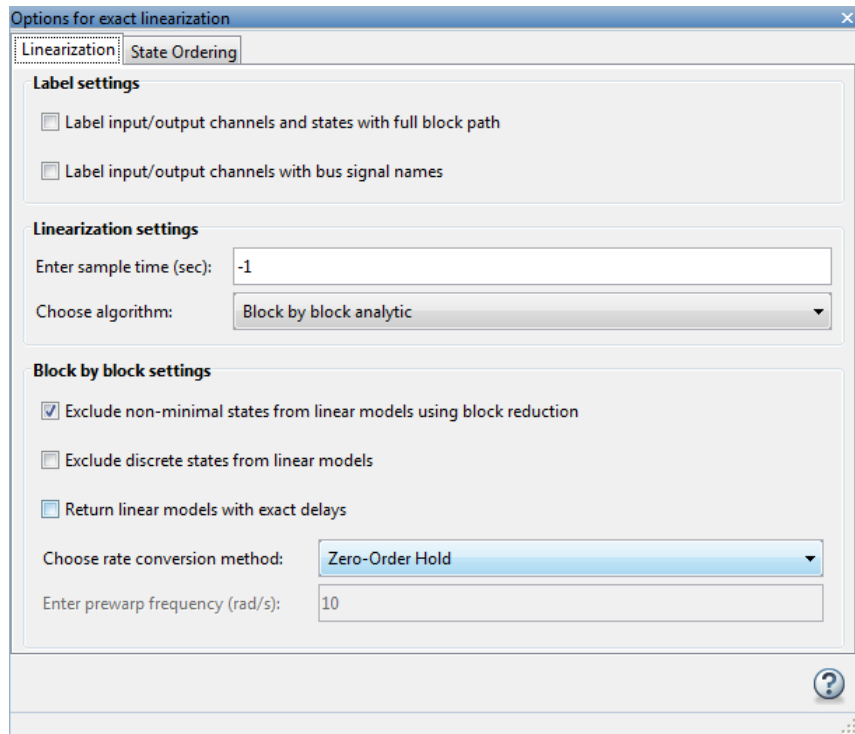 Options for exact linearization
Linearization State Ordering
Label settings
Label input/output channels and states with full block path
Label input/output channels with bus signal names
Linearization settings
Enter sample time (sec): -1
Choose algorithm: Block by block analytic
Block by block settings
Exclude non-minimal states from linear models using block reduction
Exclude discrete states from linear models
Return linear models with exact delays
Choose rate conversion method: Zero-Order Hold
Enter prewarp frequency (rad/s): 10
?